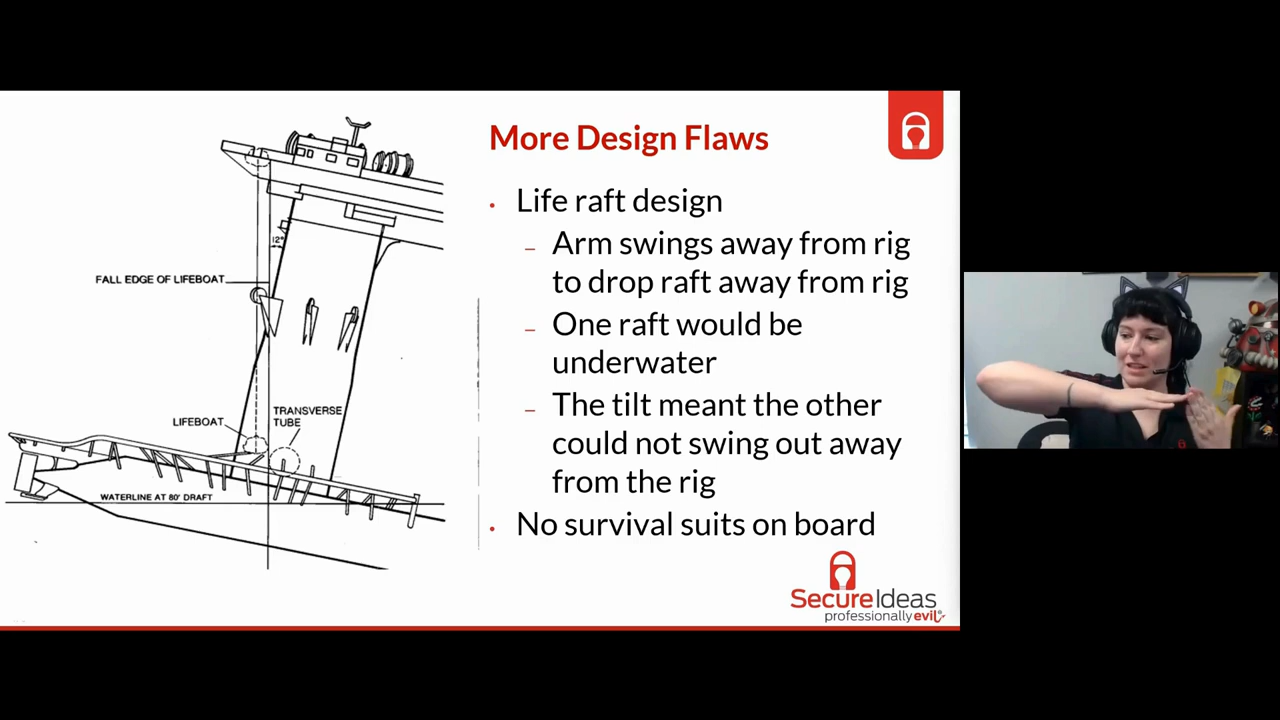 More Design Flaws
• Life raft design
– Arm swings away from rig
to drop raft away from rig
– One raft would be
underwater
– The tilt meant the other
could not swing out away
from the rig
• No survival suits on board
12°
FALL EDGE OF LIFEBOAT
LIFEBOAT
TRANSVERSE
TUBE
WATERLINE AT 80' DRAFT
SecureIdeas
professionally evil